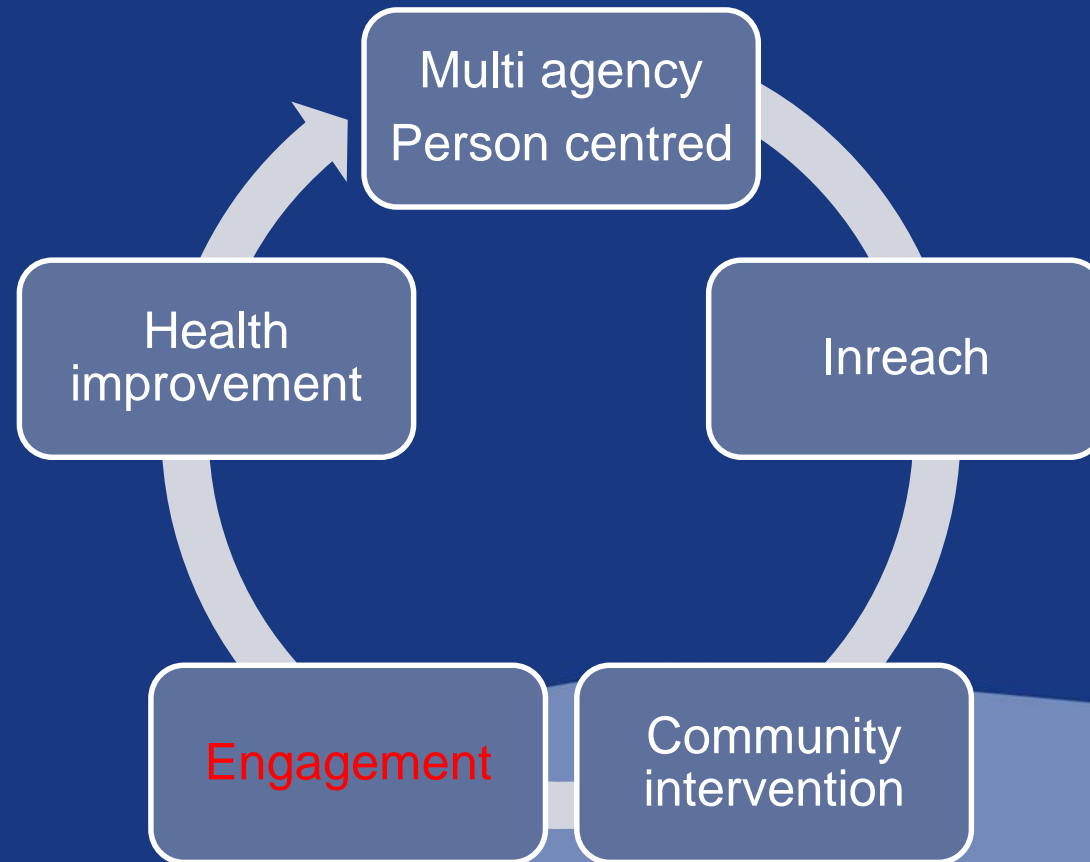 Multi agency
Person centred
Inreach
Community
intervention
Engagement
Health
improvement